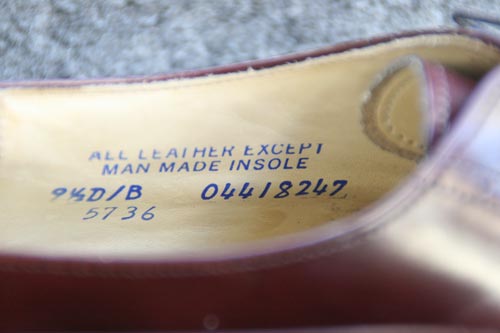 ALL LEATHER EXCEPT
MAN MADE INSOLE
9½D/B 04418247
5736